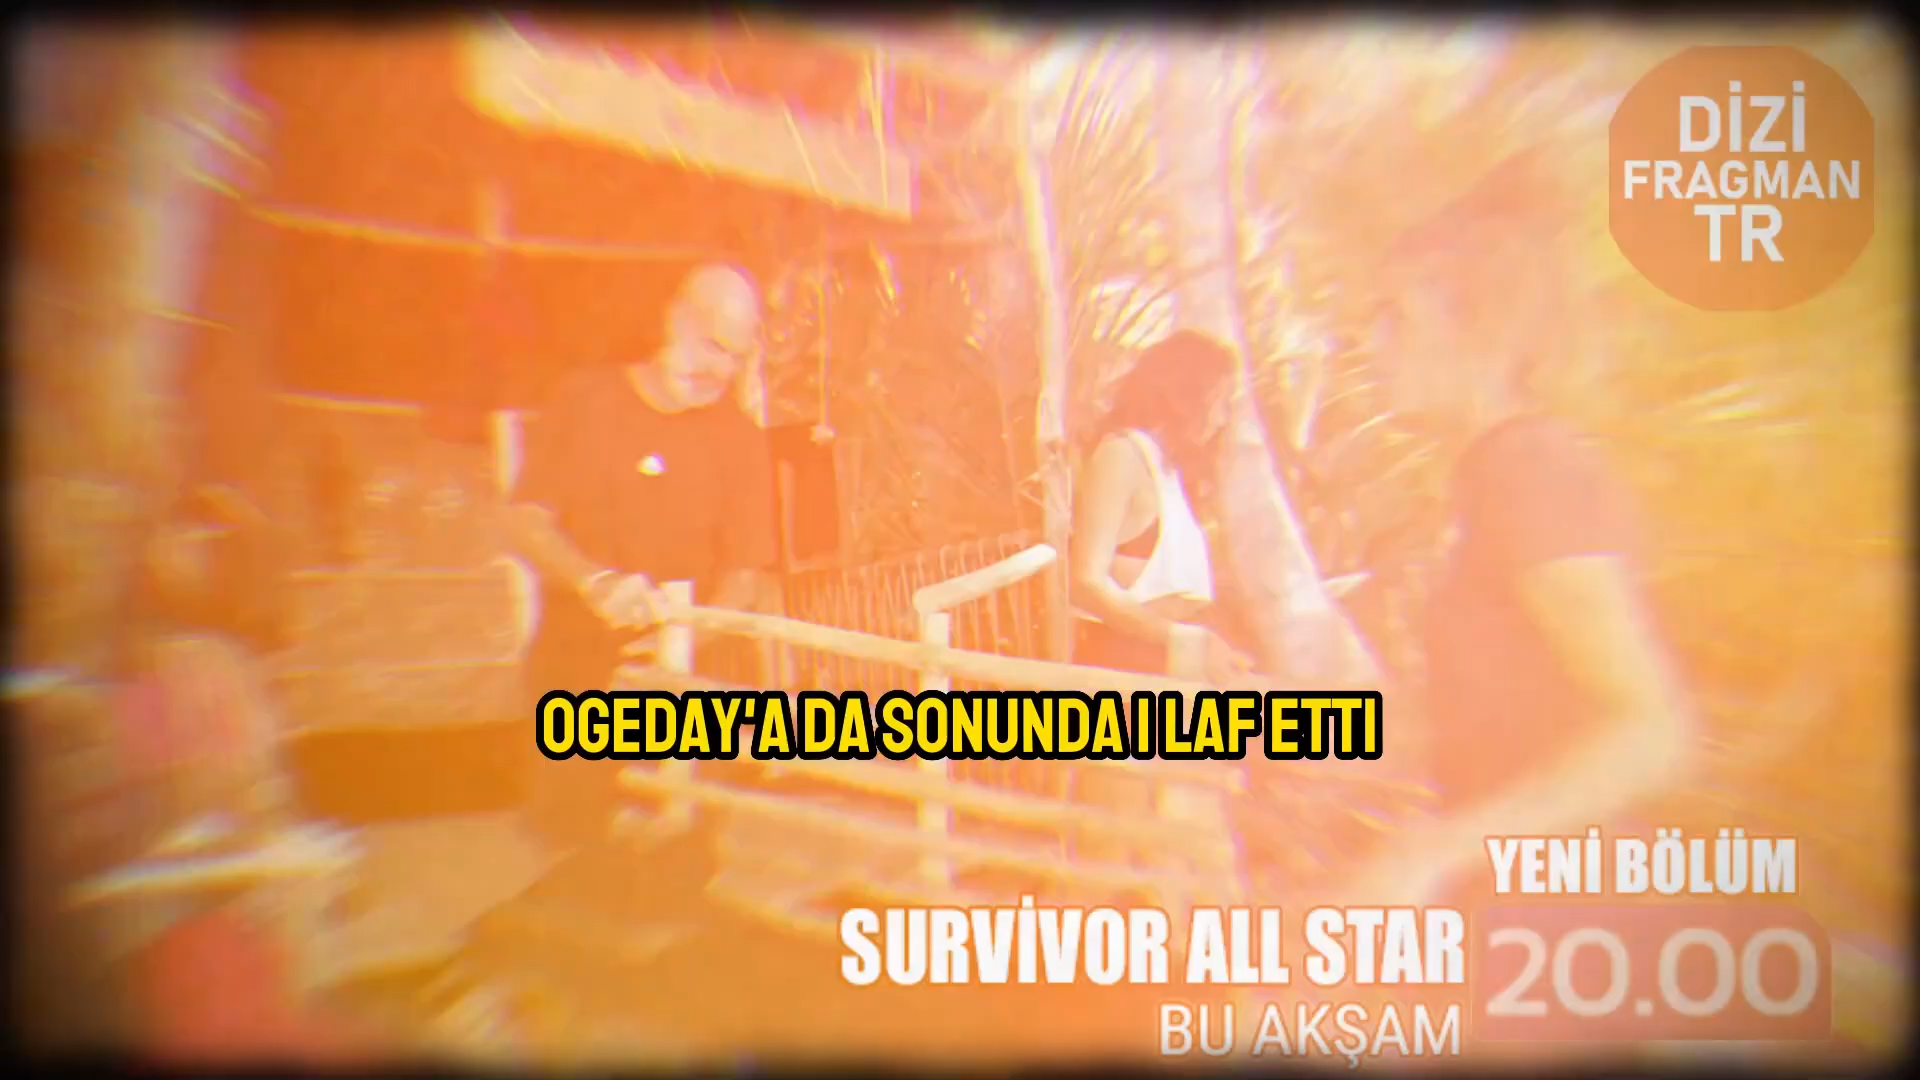 DİZİ
FRAGMAN
TR
OGEDAY'A DA SONUNDA I LAF ETTI
YENİ BÖLÜM
SURVİVOR ALL STAR
20.00
BU AKŞAM